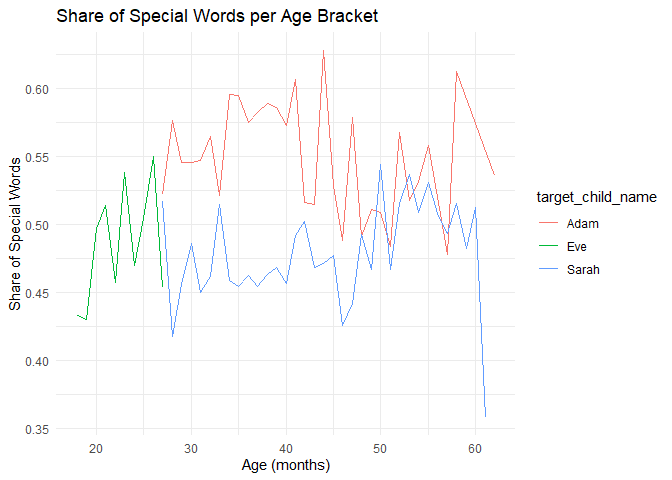 Share of Special Words per Age Bracket
Share of Special Words
0.60
0.55
0.50
0.45
0.40
0.35
20 30 40 50 60
Age (months)
target_child_name
Adam
Eve
Sarah